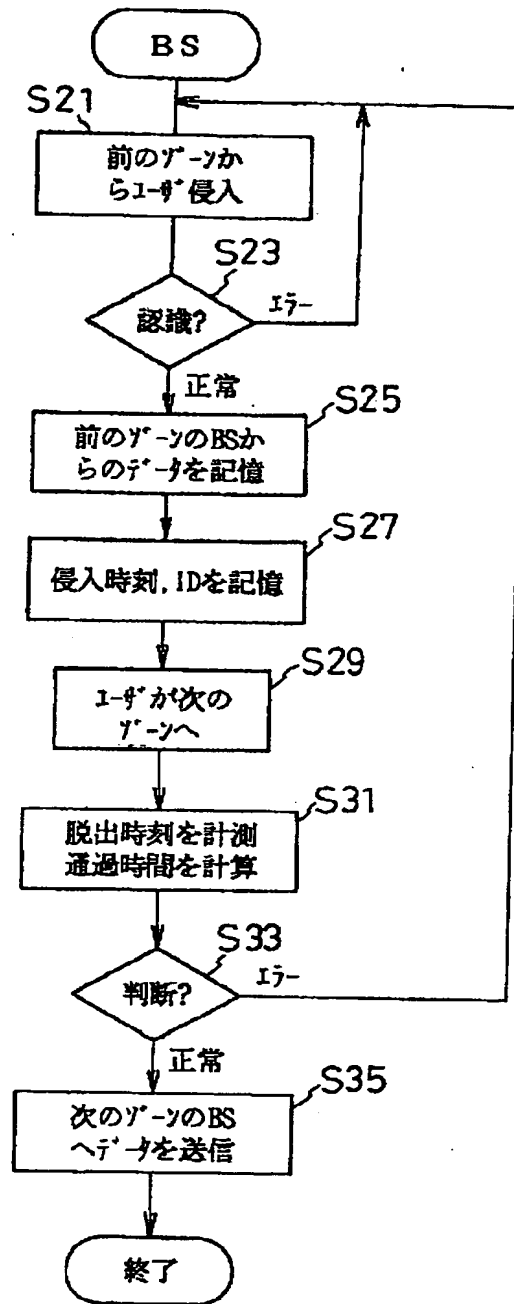 BS
S21
前のｿﾞｰﾝか
らﾕｰｻﾞ侵入
S23
認識?
ｴﾗｰ
正常
S25
前のｿﾞｰﾝのBSか
らのﾃﾞｰﾀを記憶
S27
侵入時刻,IDを記憶
S29
ﾕｰｻﾞが次の
ｿﾞｰﾝへ
S31
脱出時刻を計測
通過時間を計算
S33
判断?
ｴﾗｰ
正常
S35
次のｿﾞｰﾝのBS
へﾃﾞｰﾀを送信
終了